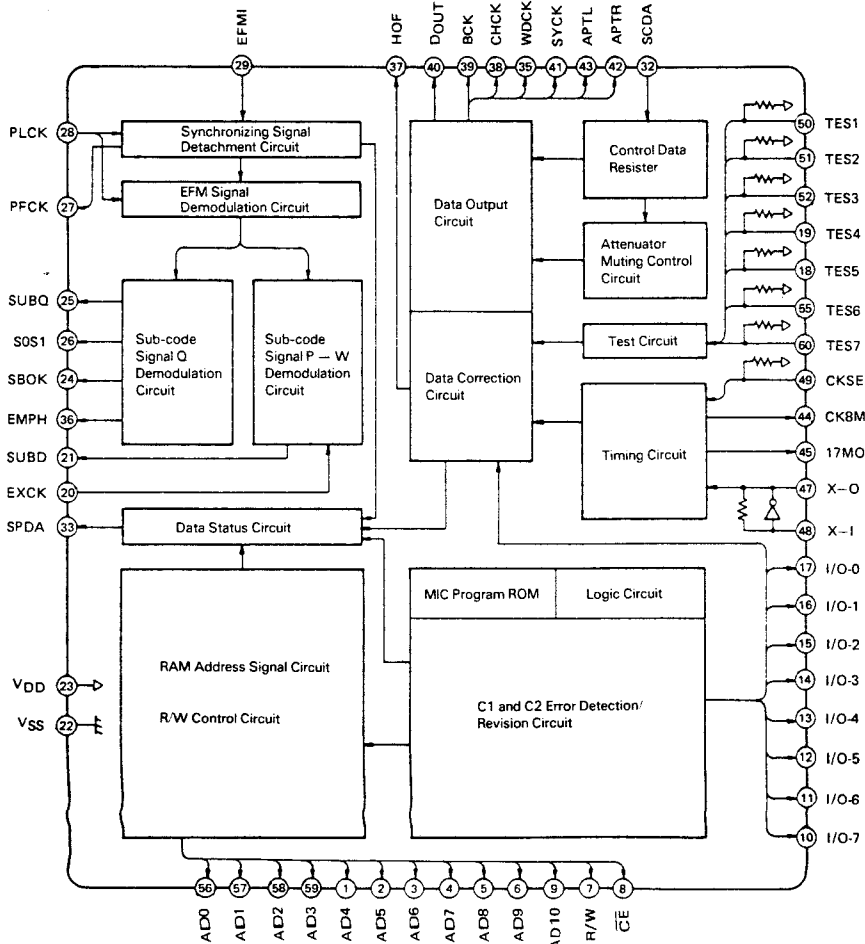 EFMI
HOF
DOUT
BCK
CHCK
WDCK
SYCK
APTL
APTR
SCDA
29
37
40
39
38
35
41
43
42
32
PLCK 28
PFCK 27
SUBQ 25
S0S1 26
SBOK 24
EMPH 36
SUBD 21
EXCK 20
SPDA 33
VDD 23
VSS 22
Synchronizing Signal
Detachment Circuit
EFM Signal
Demodulation Circuit
Sub-code
Signal Q
Demodulation
Circuit
Sub-code
Signal P — W
Demodulation
Circuit
Data Status Circuit
RAM Address Signal Circuit
R/W Control Circuit
Data Output
Circuit
Data Correction
Circuit
Control Data
Resister
Attenuator
Muting Control
Circuit
Test Circuit
Timing Circuit
MIC Program ROM
Logic Circuit
C1 and C2 Error Detection/
Revision Circuit
50 TES1
51 TES2
52 TES3
19 TES4
18 TES5
55 TES6
60 TES7
49 CKSE
44 CK8M
45 17MO
47 X–O
48 X–I
17 I/O-0
16 I/O-1
15 I/O-2
14 I/O-3
13 I/O-4
12 I/O-5
11 I/O-6
10 I/O-7
56
57
58
59
1
2
3
4
5
6
9
7
8
AD0
AD1
AD2
AD3
AD4
AD5
AD6
AD7
AD8
AD9
AD10
R/W
C̅E̅